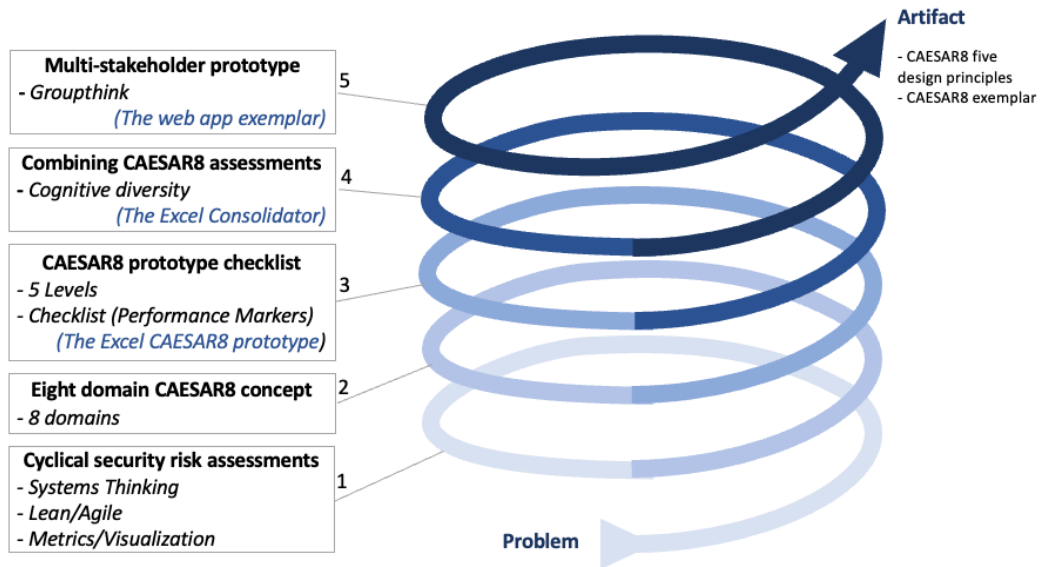 Artifact
- CAESAR8 five
design principles
- CAESAR8 exemplar
Multi-stakeholder prototype
- Groupthink
(The web app exemplar)
5
Combining CAESAR8 assessments
- Cognitive diversity
(The Excel Consolidator)
4
CAESAR8 prototype checklist
- 5 Levels
- Checklist (Performance Markers)
(The Excel CAESAR8 prototype)
3
Eight domain CAESAR8 concept
- 8 domains
2
Cyclical security risk assessments
- Systems Thinking
- Lean/Agile
- Metrics/Visualization
1
Problem